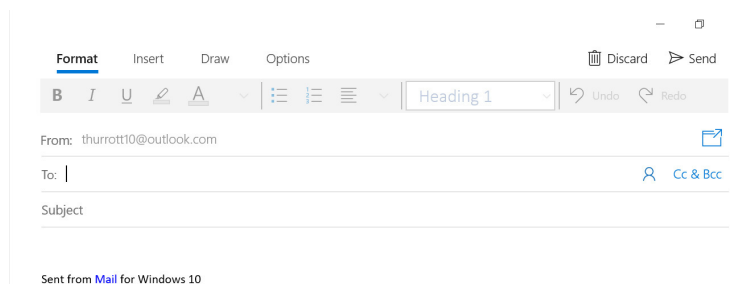 Format Insert Draw Options Discard Send
B I U A Heading 1 Undo Redo
From: thurrott10@outlook.com
To: Cc & Bcc
Subject
Sent from Mail for Windows 10